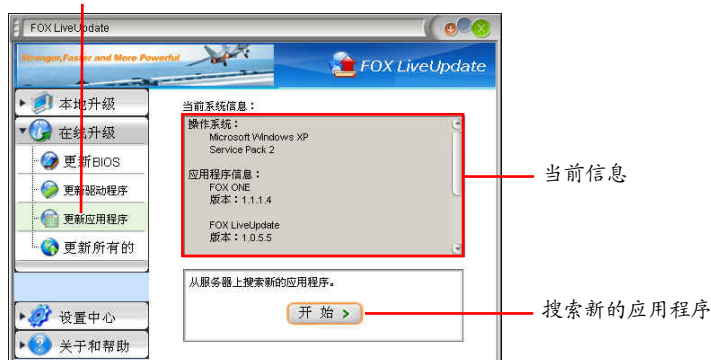 FOX LiveUpdate
Stronger,Faster and More Powerful
FOX LiveUpdate
本地升级
在线升级
更新BIOS
更新驱动程序
更新应用程序
更新所有的
设置中心
关于和帮助
当前系统信息：
操作系统：
Microsoft Windows XP
Service Pack 2
应用程序信息：
FOX ONE
版本：1.1.1.4
FOX LiveUpdate
版本：1.0.5.5
从服务器上搜索新的应用程序。
开 始
当前信息
搜索新的应用程序